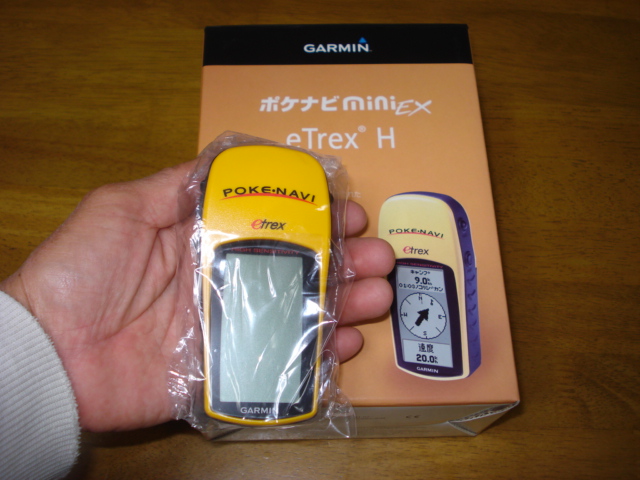 GARMIN
ポケナビ mini EX
eTrex® H
POKE•NAVI
etrex
GARMIN
POKE•NAVI
etrex
キャンプ
9.0
速度
20.0
GARMIN